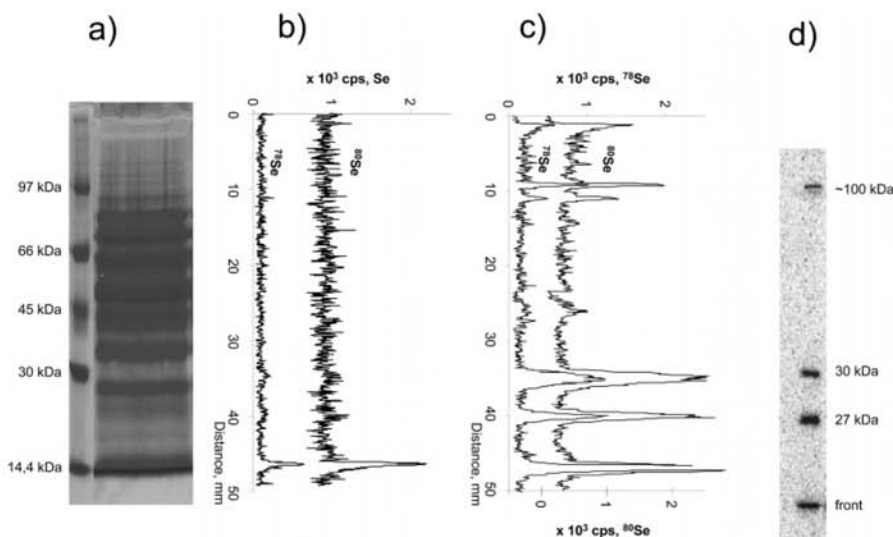 a)
97 kDa
66 kDa
45 kDa
30 kDa
14,4 kDa
b)
x 10³ cps, Se
0
1
2
0
10
20
30
40
50
⁷⁸Se
⁸⁰Se
Distance, mm
c)
x 10³ cps, ⁷⁸Se
0
1
2
0
10
20
30
40
50
⁷⁸Se
⁸⁰Se
Distance, mm
0
1
2
x 10³ cps, ⁸⁰Se
d)
~100 kDa
30 kDa
27 kDa
front